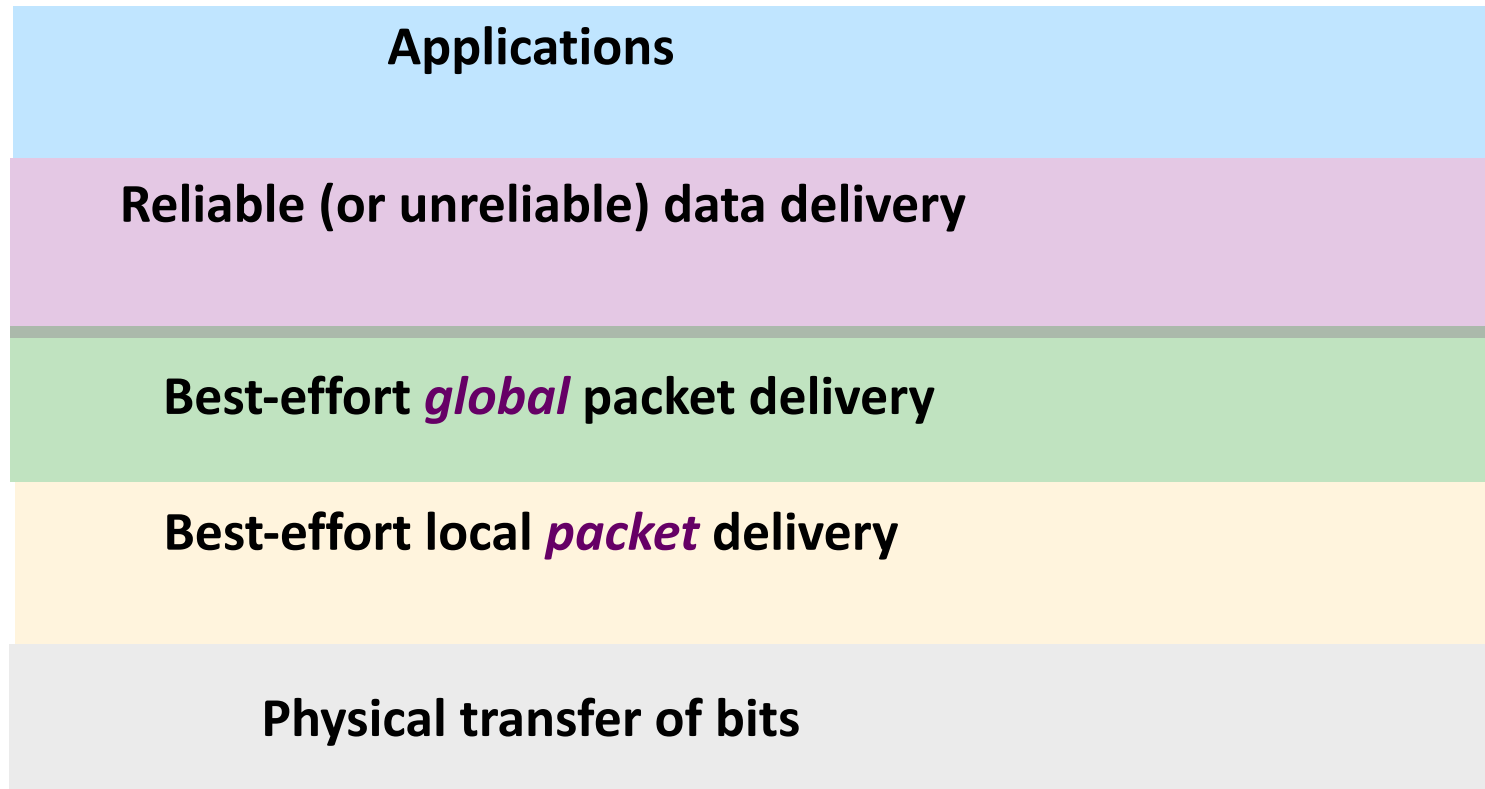 Applications
Reliable (or unreliable) data delivery
Best-effort global packet delivery
Best-effort local packet delivery
Physical transfer of bits